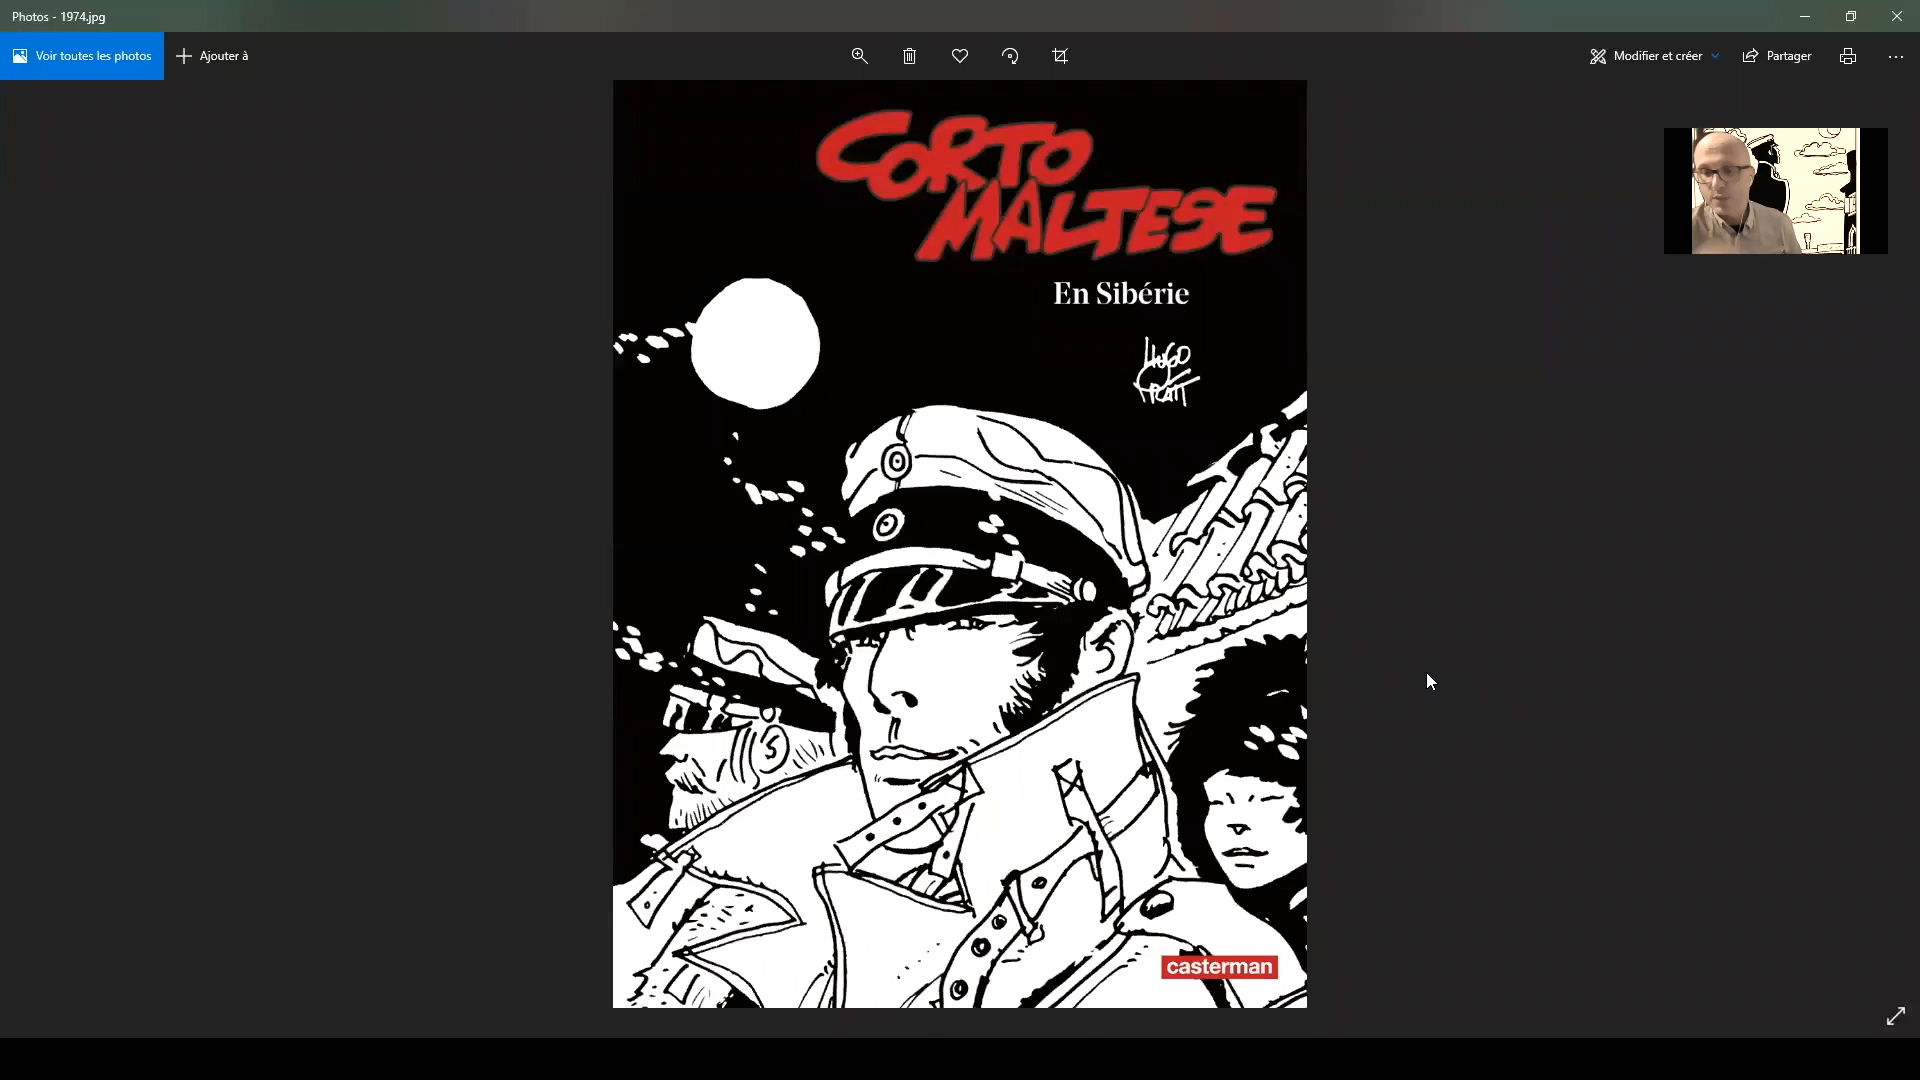 Photos - 1974.jpg
Voir toutes les photos
Ajouter à
Modifier et créer
Partager
CORTO
MALTESE
En Sibérie
HUGO
PRATT
casterman